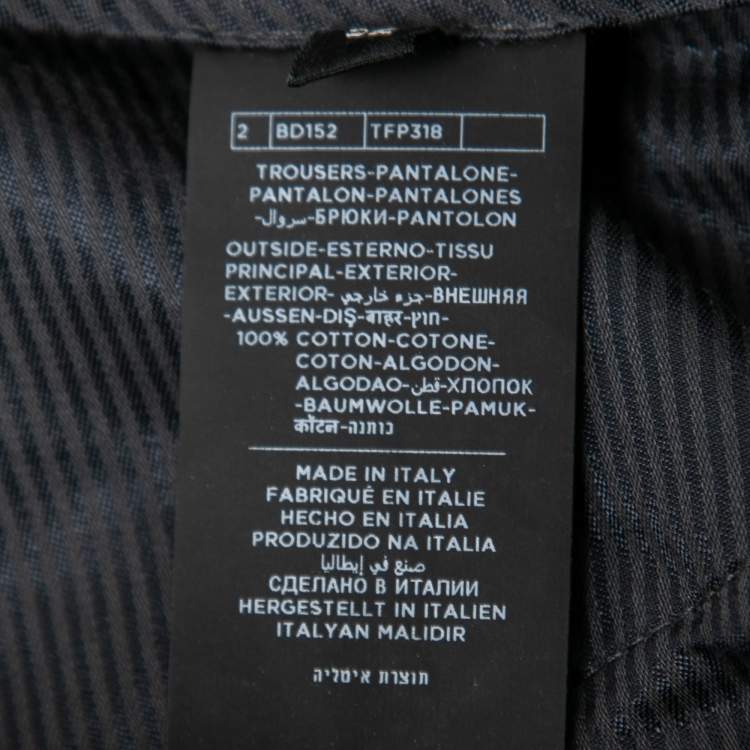 2 BD152 TFP318
TROUSERS-PANTALONE-
PANTALON-PANTALONES
-سروال-БРЮКИ-PANTOLON
OUTSIDE-ESTERNO-TISSU
PRINCIPAL-EXTERIOR-
EXTERIOR-جزء خارجي-ВНЕШНЯЯ
-AUSSEN-DIŞ-बाहर-חוץ-
100% COTTON-COTONE-
COTON-ALGODON-
ALGODAO-قطن-ХЛОПОК
-BAUMWOLLE-PAMUK-
कॉटन-כותנה
MADE IN ITALY
FABRIQUÉ EN ITALIE
HECHO EN ITALIA
PRODUZIDO NA ITALIA
صنع في إيطاليا
СДЕЛАНО В ИТАЛИИ
HERGESTELLT IN ITALIEN
ITALYAN MALIDIR
תוצרת איטליה